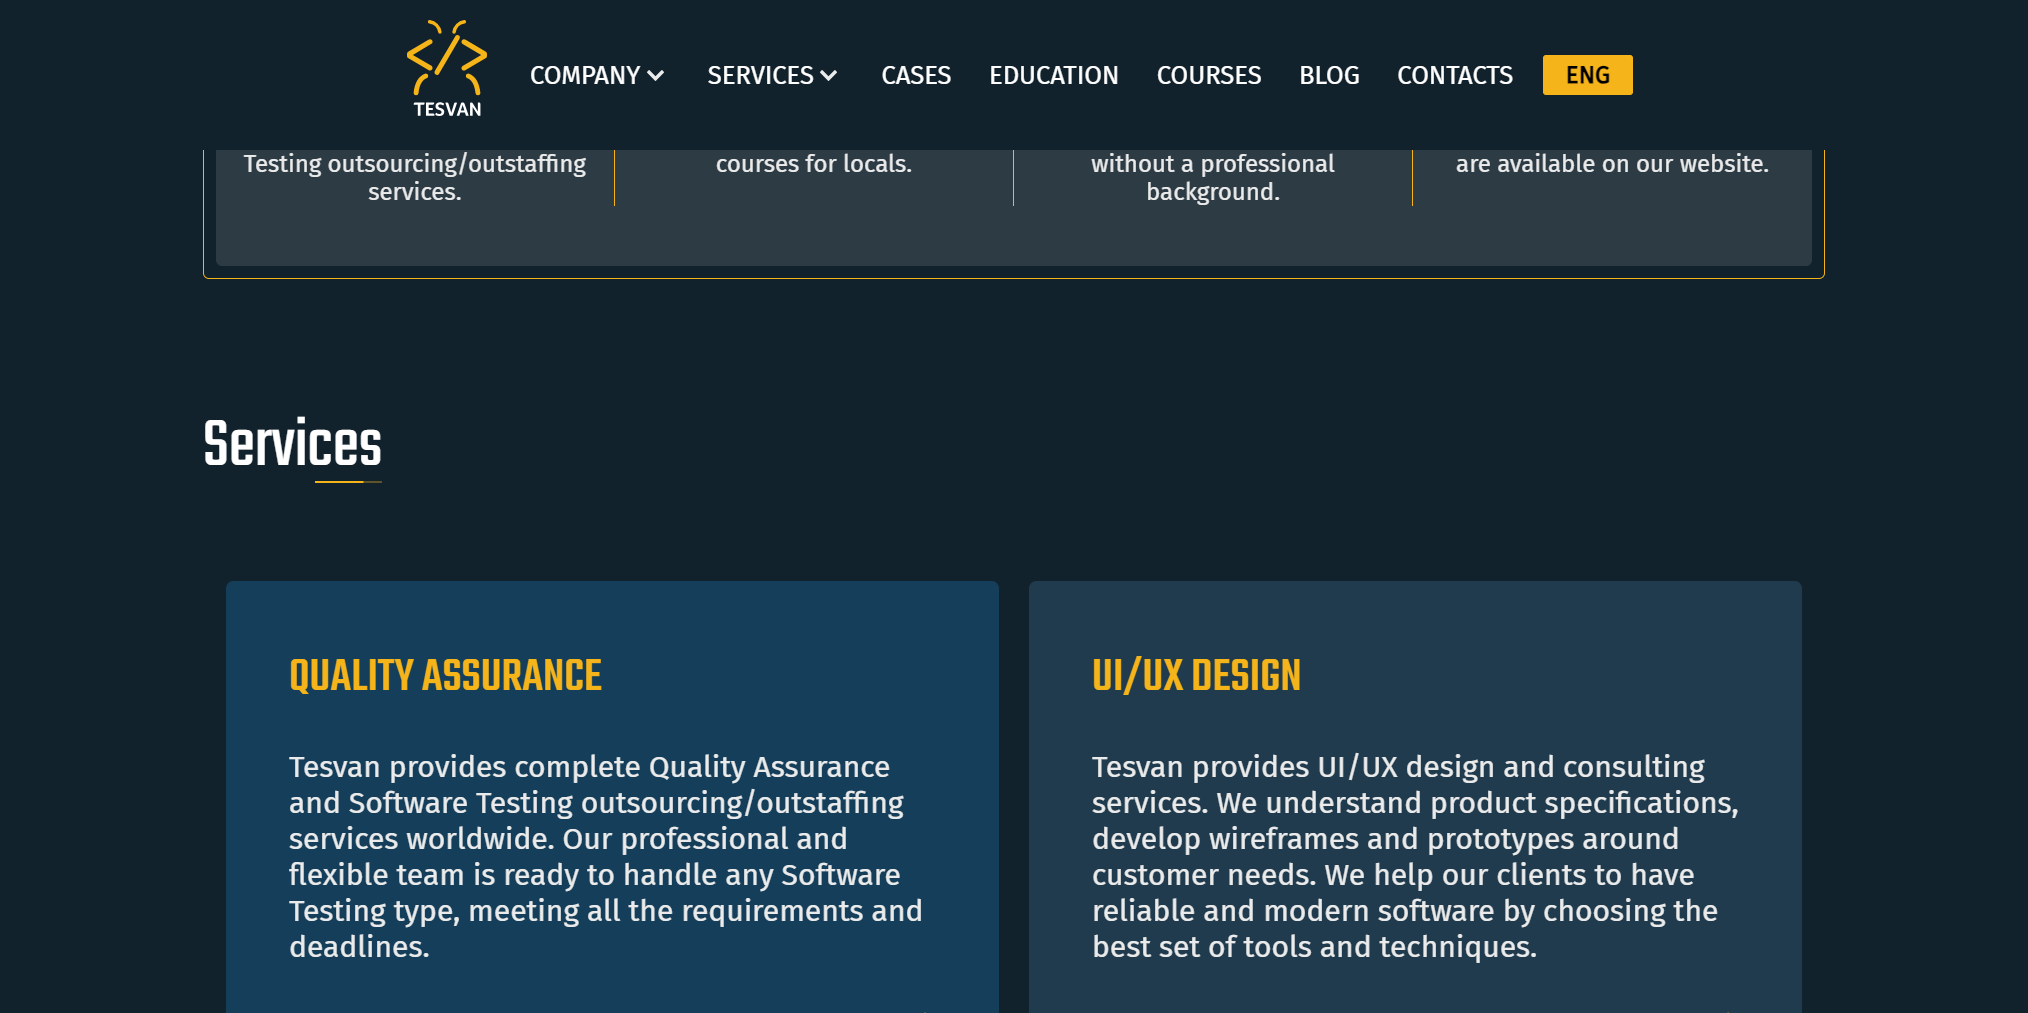 TESVAN
COMPANY
SERVICES
CASES
EDUCATION
COURSES
BLOG
CONTACTS
ENG
Testing outsourcing/outstaffing
services.
courses for locals.
without a professional
background.
are available on our website.
Services
QUALITY ASSURANCE
Tesvan provides complete Quality Assurance
and Software Testing outsourcing/outstaffing
services worldwide. Our professional and
flexible team is ready to handle any Software
Testing type, meeting all the requirements and
deadlines.
UI/UX DESIGN
Tesvan provides UI/UX design and consulting
services. We understand product specifications,
develop wireframes and prototypes around
customer needs. We help our clients to have
reliable and modern software by choosing the
best set of tools and techniques.